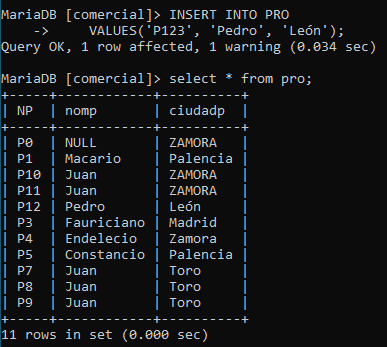 MariaDB [comercial]> INSERT INTO PRO
    ->     VALUES('P123', 'Pedro', 'León');
Query OK, 1 row affected, 1 warning (0.034 sec)

MariaDB [comercial]> select * from pro;
+-----+------------+----------+
| NP  | nomp       | ciudadp  |
+-----+------------+----------+
| P0  | NULL       | ZAMORA   |
| P1  | Macario    | Palencia |
| P10 | Juan       | ZAMORA   |
| P11 | Juan       | ZAMORA   |
| P12 | Pedro      | León     |
| P3  | Fauriciano | Madrid   |
| P4  | Endelecio  | Zamora   |
| P5  | Constancio | Palencia |
| P7  | Juan       | Toro     |
| P8  | Juan       | Toro     |
| P9  | Juan       | Toro     |
+-----+------------+----------+
11 rows in set (0.000 sec)